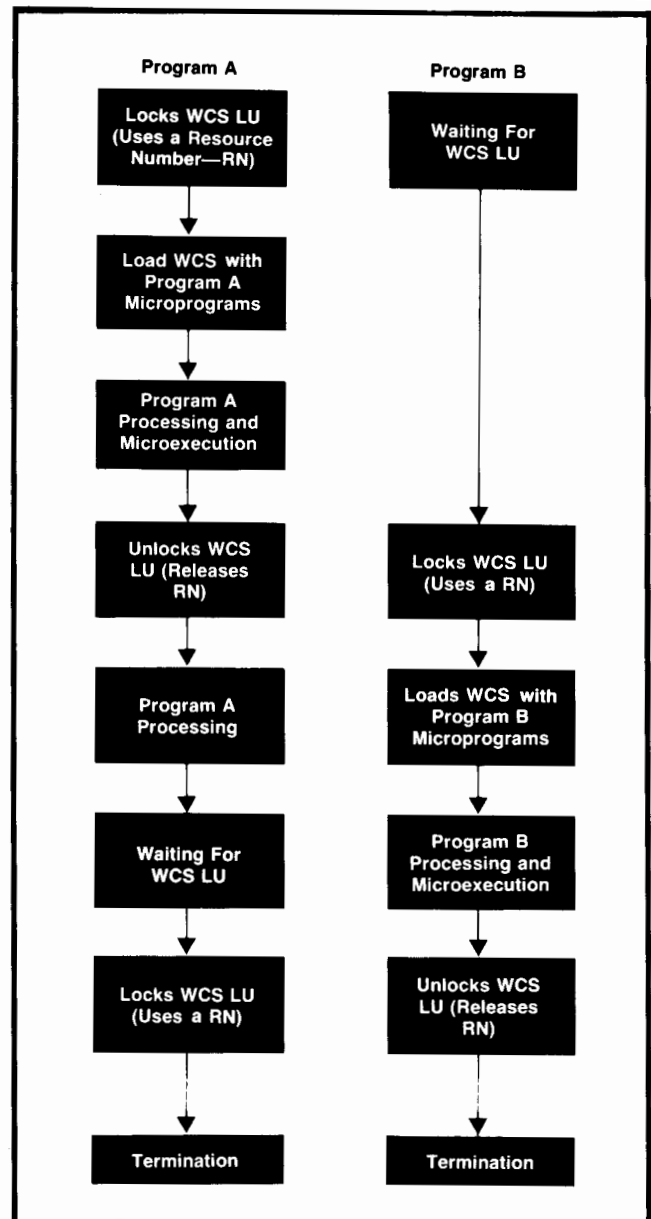 Program A
Locks WCS LU
(Uses a Resource
Number—RN)
Load WCS with
Program A
Microprograms
Program A
Processing and
Microexecution
Unlocks WCS
LU (Releases
RN)
Program A
Processing
Waiting For
WCS LU
Locks WCS LU
(Uses a RN)
Termination
Program B
Waiting For
WCS LU
Locks WCS LU
(Uses a RN)
Loads WCS with
Program B
Microprograms
Program B
Processing and
Microexecution
Unlocks WCS
LU (Releases
RN)
Termination